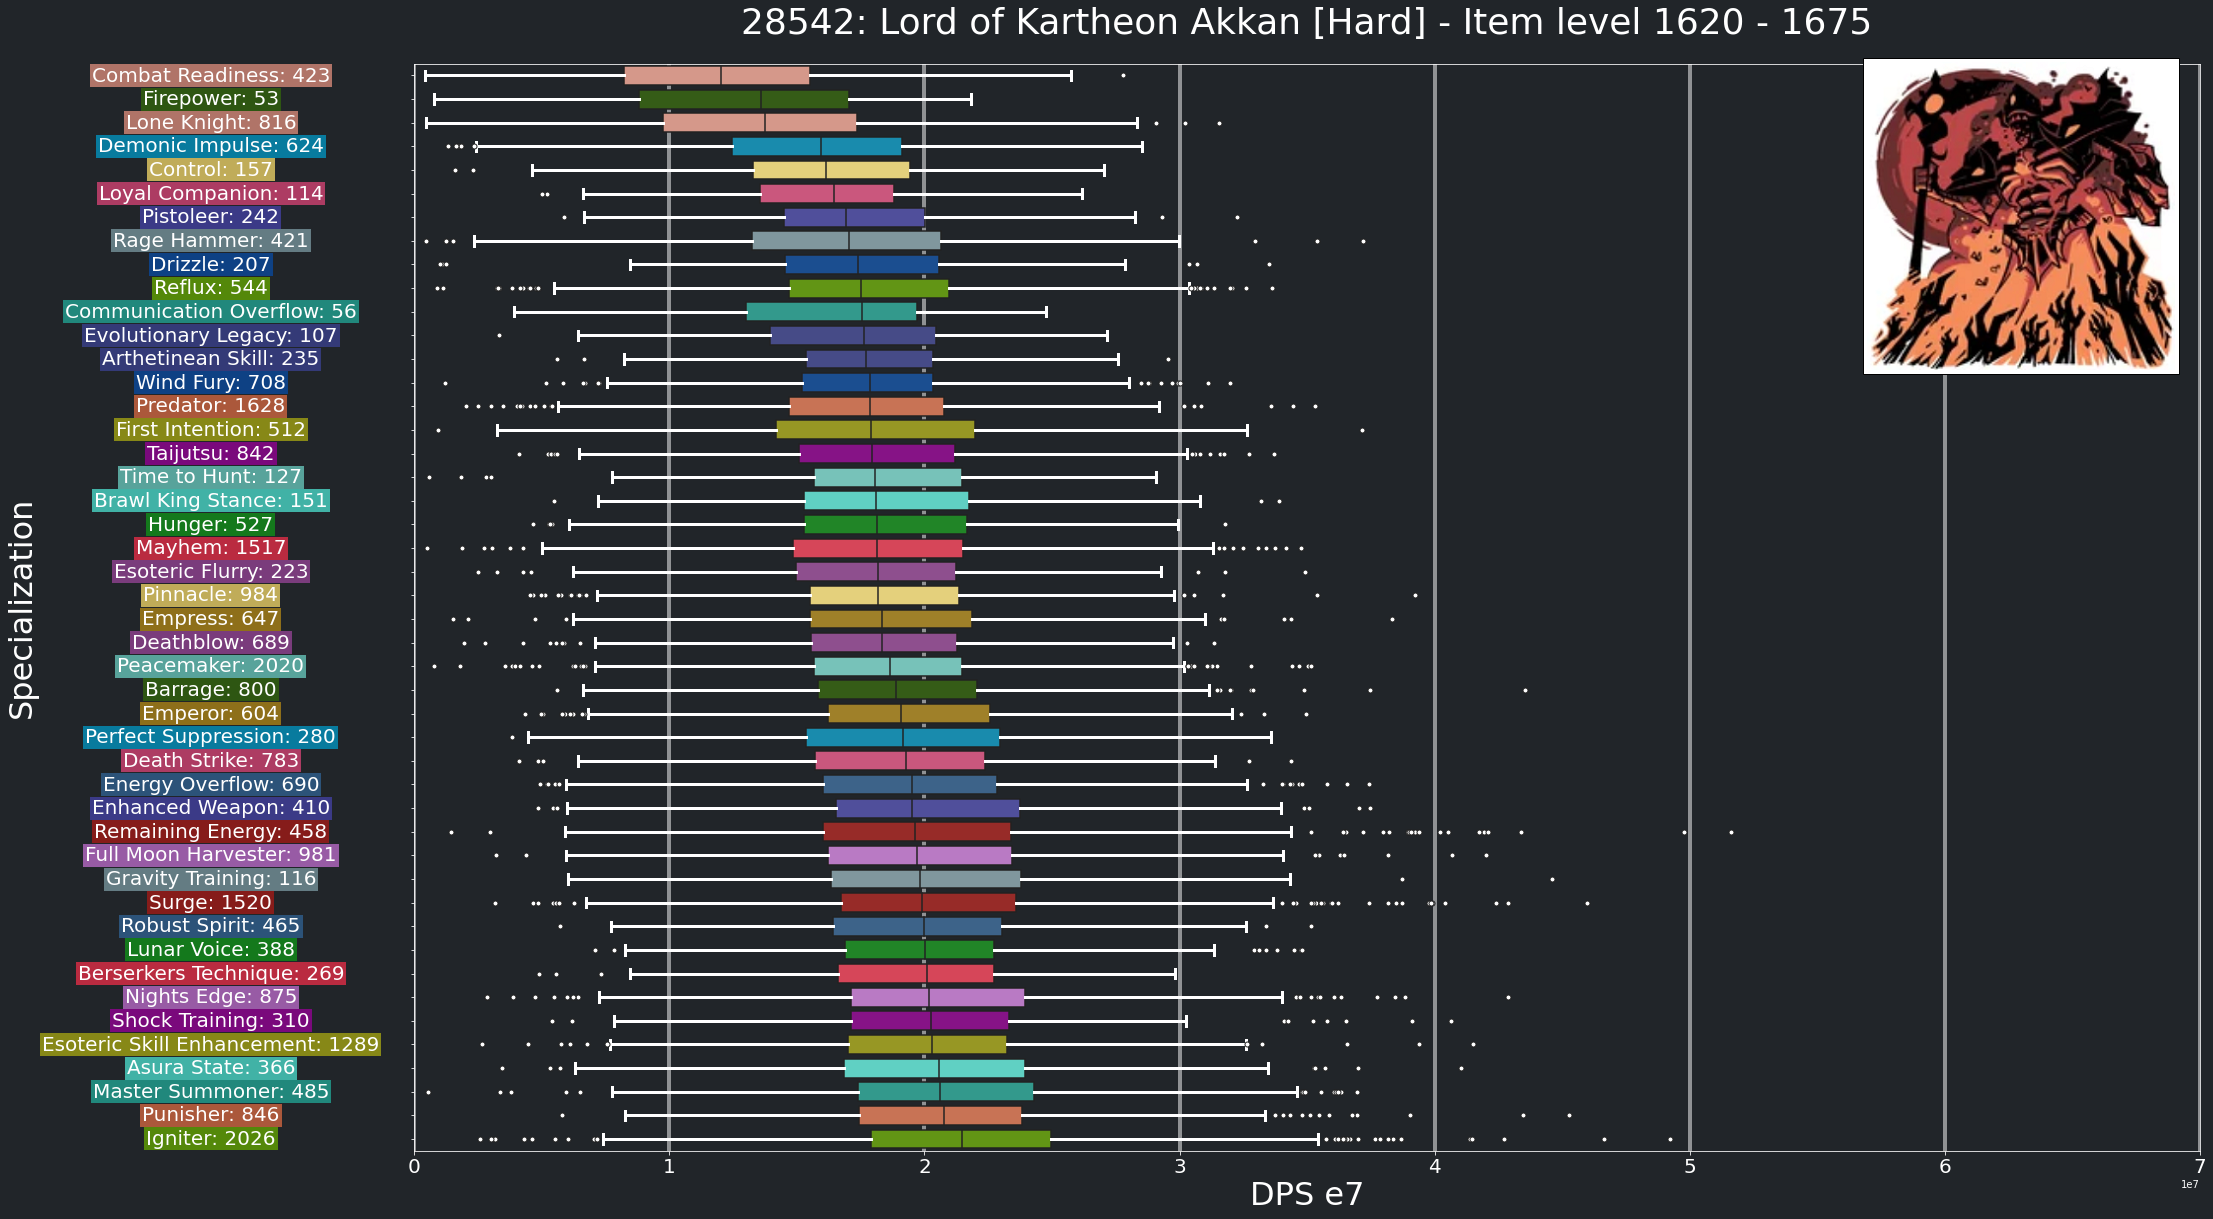 28542: Lord of Kartheon Akkan [Hard] - Item level 1620 - 1675
Combat Readiness: 423
Firepower: 53
Lone Knight: 816
Demonic Impulse: 624
Control: 157
Loyal Companion: 114
Pistoleer: 242
Rage Hammer: 421
Drizzle: 207
Reflux: 544
Communication Overflow: 56
Evolutionary Legacy: 107
Arthetinean Skill: 235
Wind Fury: 708
Predator: 1628
First Intention: 512
Taijutsu: 842
Time to Hunt: 127
Brawl King Stance: 151
Hunger: 527
Mayhem: 1517
Esoteric Flurry: 223
Pinnacle: 984
Empress: 647
Deathblow: 689
Peacemaker: 2020
Barrage: 800
Emperor: 604
Perfect Suppression: 280
Death Strike: 783
Energy Overflow: 690
Enhanced Weapon: 410
Remaining Energy: 458
Full Moon Harvester: 981
Gravity Training: 116
Surge: 1520
Robust Spirit: 465
Lunar Voice: 388
Berserkers Technique: 269
Nights Edge: 875
Shock Training: 310
Esoteric Skill Enhancement: 1289
Asura State: 366
Master Summoner: 485
Punisher: 846
Igniter: 2026
Specialization
0 1 2 3 4 5 6 7
1e7
DPS e7